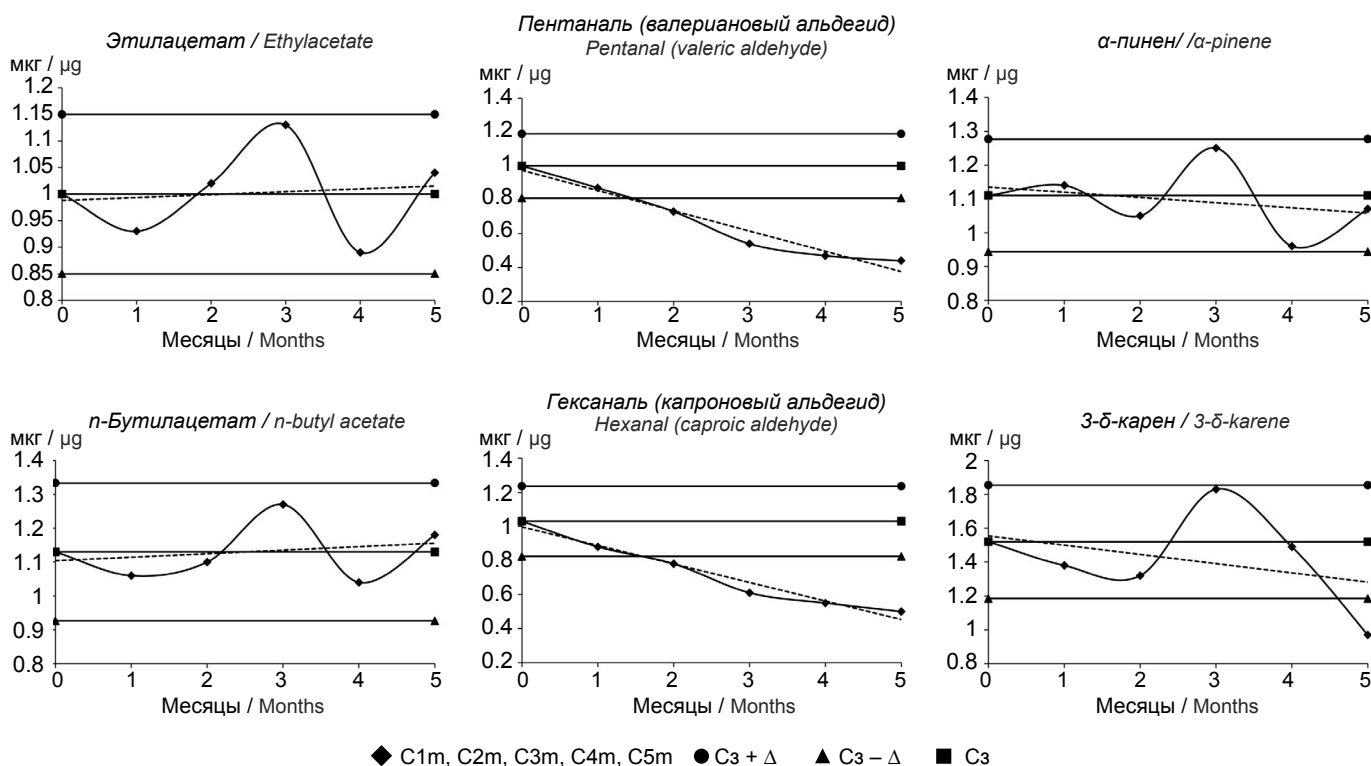 Этилацетат / Ethylacetate
мкг / µg
1.2
1.15
1.1
1.05
1
0.95
0.9
0.85
0.8
0 1 2 3 4 5
Месяцы / Months
Пентаналь (валериановый альдегид)
Pentanal (valeric aldehyde)
мкг / µg
1.4
1.2
1
0.8
0.6
0.4
0.2
0 1 2 3 4 5
Месяцы / Months
α-пинен/ /α-pinene
мкг / µg
1.4
1.3
1.2
1.1
1
0.9
0.8
0 1 2 3 4 5
Месяцы / Months
n-Бутилацетат / n-butyl acetate
мкг / µg
1.4
1.3
1.2
1.1
1
0.9
0.8
0 1 2 3 4 5
Месяцы / Months
Гексаналь (капроновый альдегид)
Hexanal (caproic aldehyde)
мкг / µg
1.4
1.2
1
0.8
0.6
0.4
0.2
0 1 2 3 4 5
Месяцы / Months
3-δ-карен / 3-δ-karene
мкг / µg
2
1.8
1.6
1.4
1.2
1
0.8
0 1 2 3 4 5
Месяцы / Months
C1m, C2m, C3m, C4m, C5m Cз + Δ Cз – Δ Cз